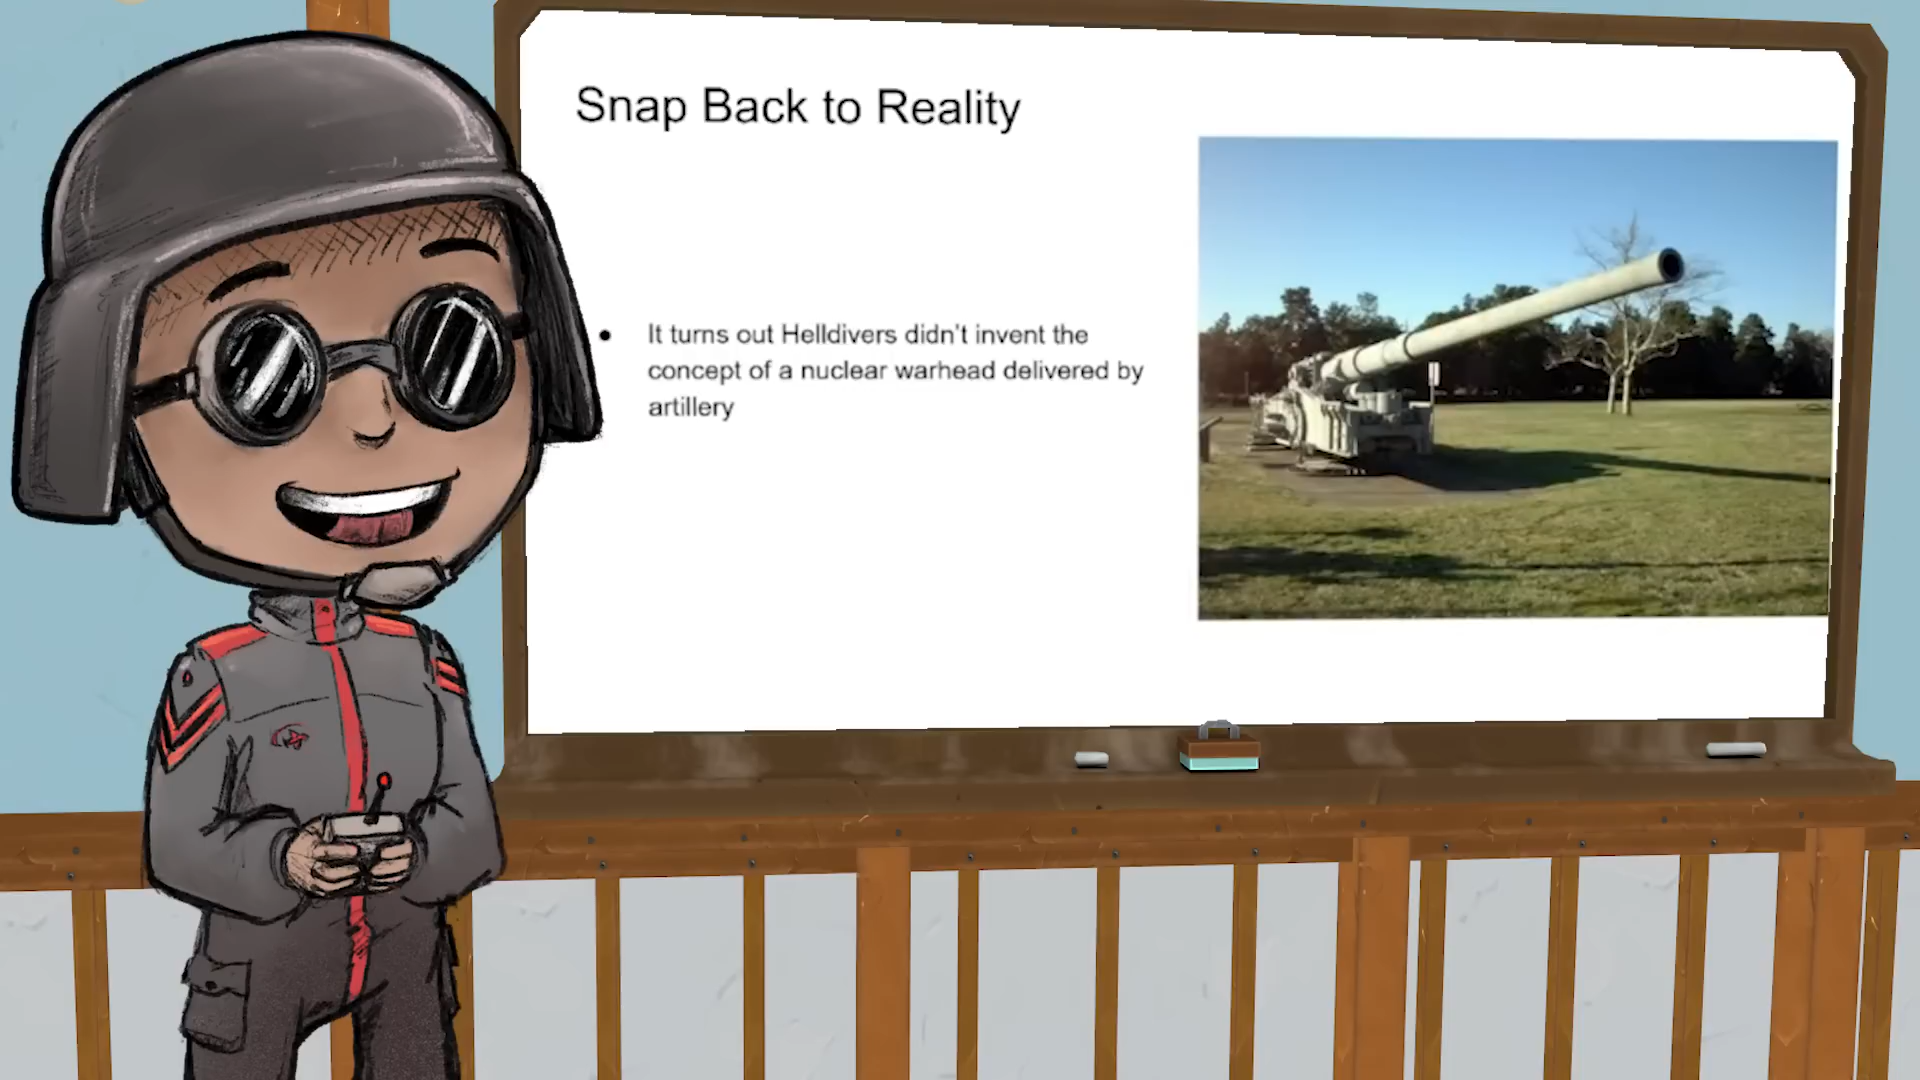 Snap Back to Reality
• It turns out Helldivers didn't invent the
concept of a nuclear warhead delivered by
artillery